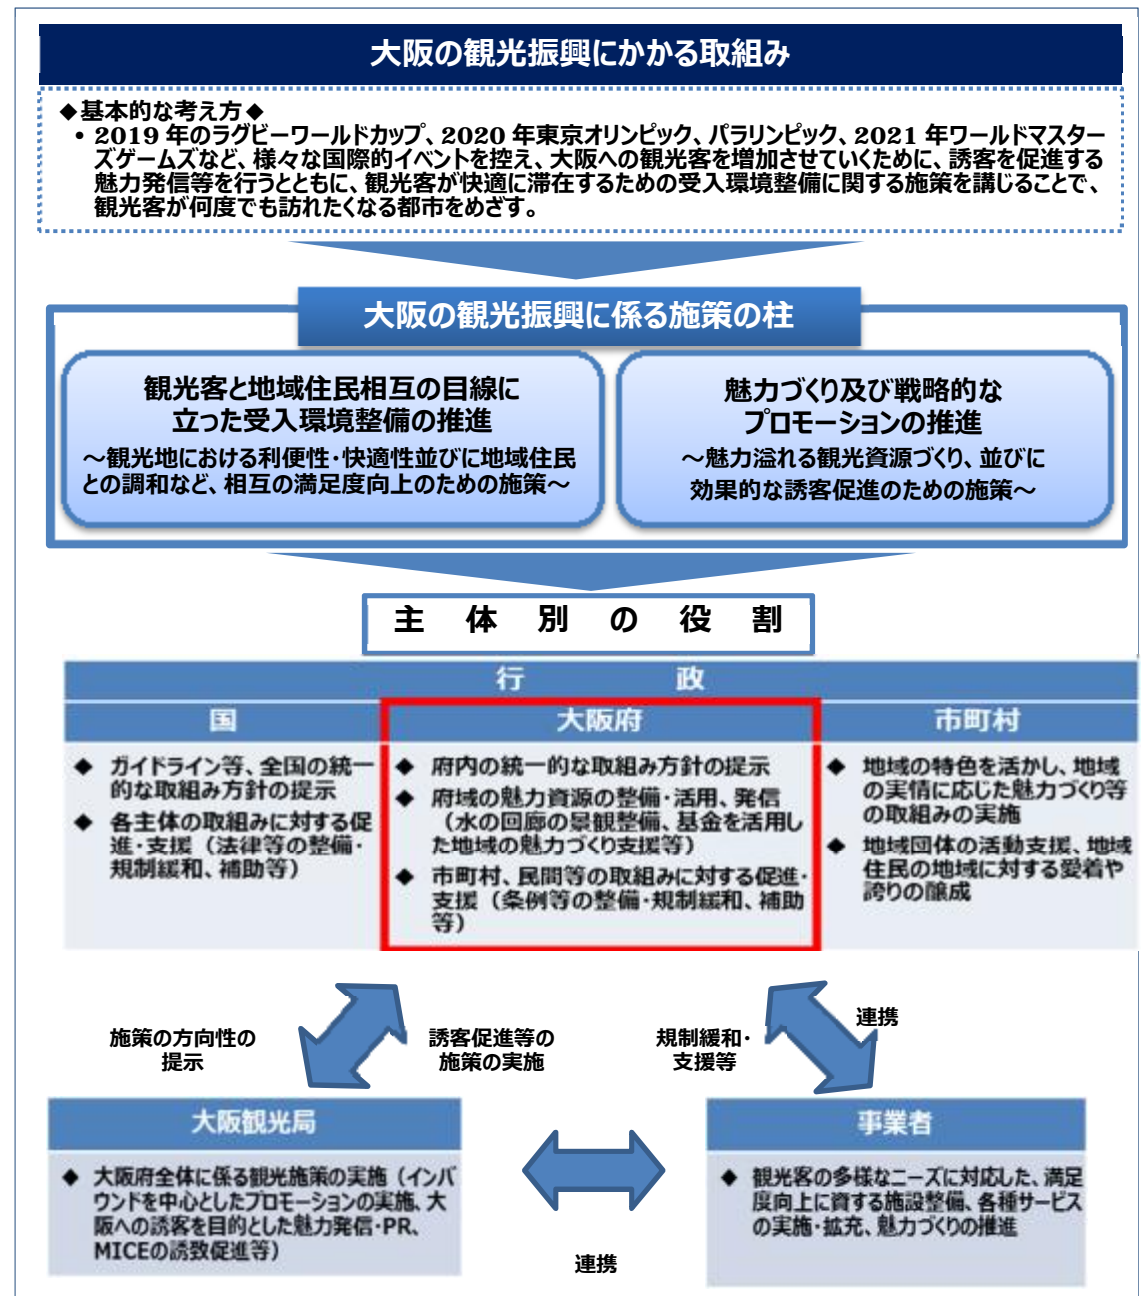 大阪の観光振興にかかる取組み
◆基本的な考え方◆
• 2019 年のラグビーワールドカップ、2020 年東京オリンピック、パラリンピック、2021 年ワールドマスター
ズゲームズなど、様々な国際的イベントを控え、大阪への観光客を増加させていくために、誘客を促進する
魅力発信等を行うとともに、観光客が快適に滞在するための受入環境整備に関する施策を講じることで、
観光客が何度でも訪れたくなる都市をめざす。
大阪の観光振興に係る施策の柱
観光客と地域住民相互の目線に
立った受入環境整備の推進
～観光地における利便性・快適性並びに地域住民
との調和など、相互の満足度向上のための施策～
魅力づくり及び戦略的な
プロモーションの推進
～魅力溢れる観光資源づくり、並びに
効果的な誘客促進のための施策～
主体別の役割
行政
国
◆ ガイドライン等、全国の統一
的な取組み方針の提示
◆ 各主体の取組みに対する促
進・支援（法律等の整備・
規制緩和、補助等）
大阪府
◆ 府内の統一的な取組み方針の提示
◆ 府域の魅力資源の整備・活用、発信
（水の回廊の景観整備、基金を活用し
た地域の魅力づくり支援等）
◆ 市町村、民間等の取組みに対する促進・
支援（条例等の整備・規制緩和、補助
等）
市町村
◆ 地域の特色を活かし、地域
の実情に応じた魅力づくり等
の取組みの実施
◆ 地域団体の活動支援、地域
住民の地域に対する愛着や
誇りの醸成
施策の方向性の
提示
誘客促進等の
施策の実施
規制緩和・
支援等
連携
大阪観光局
◆ 大阪府全体に係る観光施策の実施（インバ
ウンドを中心としたプロモーションの実施、大
阪への誘客を目的とした魅力発信・PR、
MICEの誘致促進等）
連携
事業者
◆ 観光客の多様なニーズに対応した、満足
度向上に資する施設整備、各種サービス
の実施・拡充、魅力づくりの推進